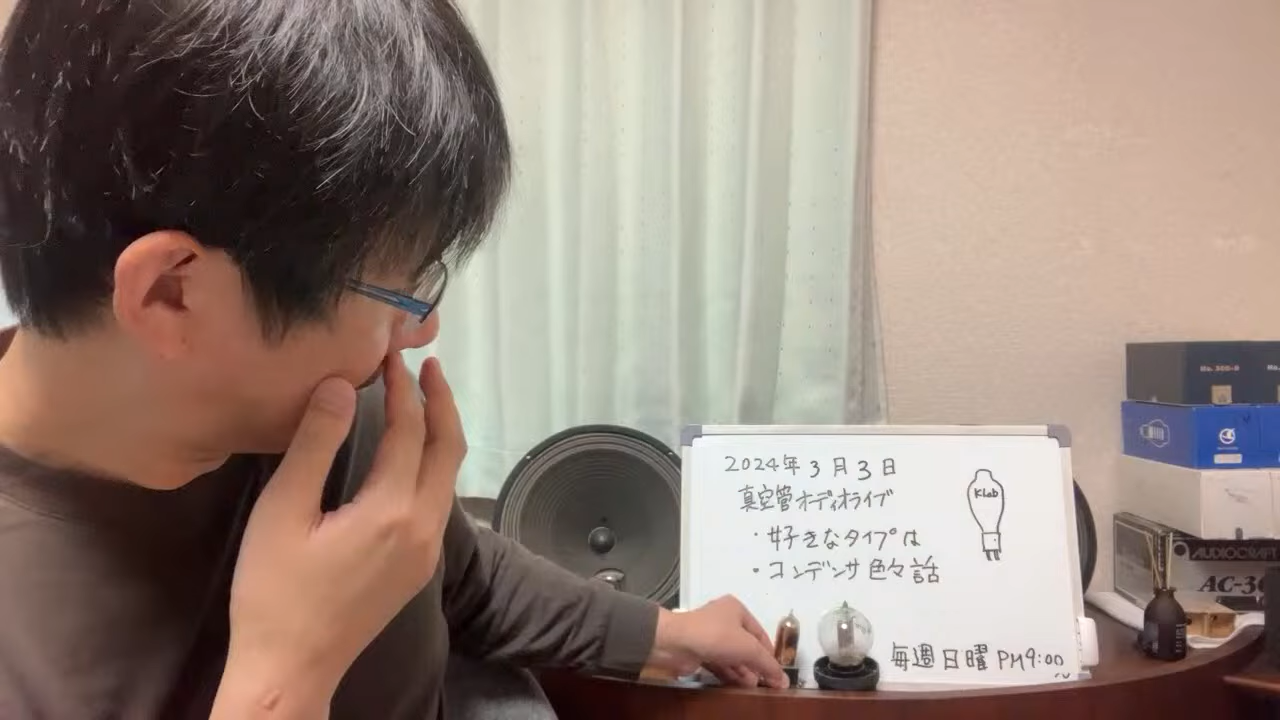 2024年3月3日
真空管オーディオライブ
・好きなタイプは
・コンデンサ色々話
KLab
毎週日曜 PM9:00
No. 300-B
AUDIOCRAFT